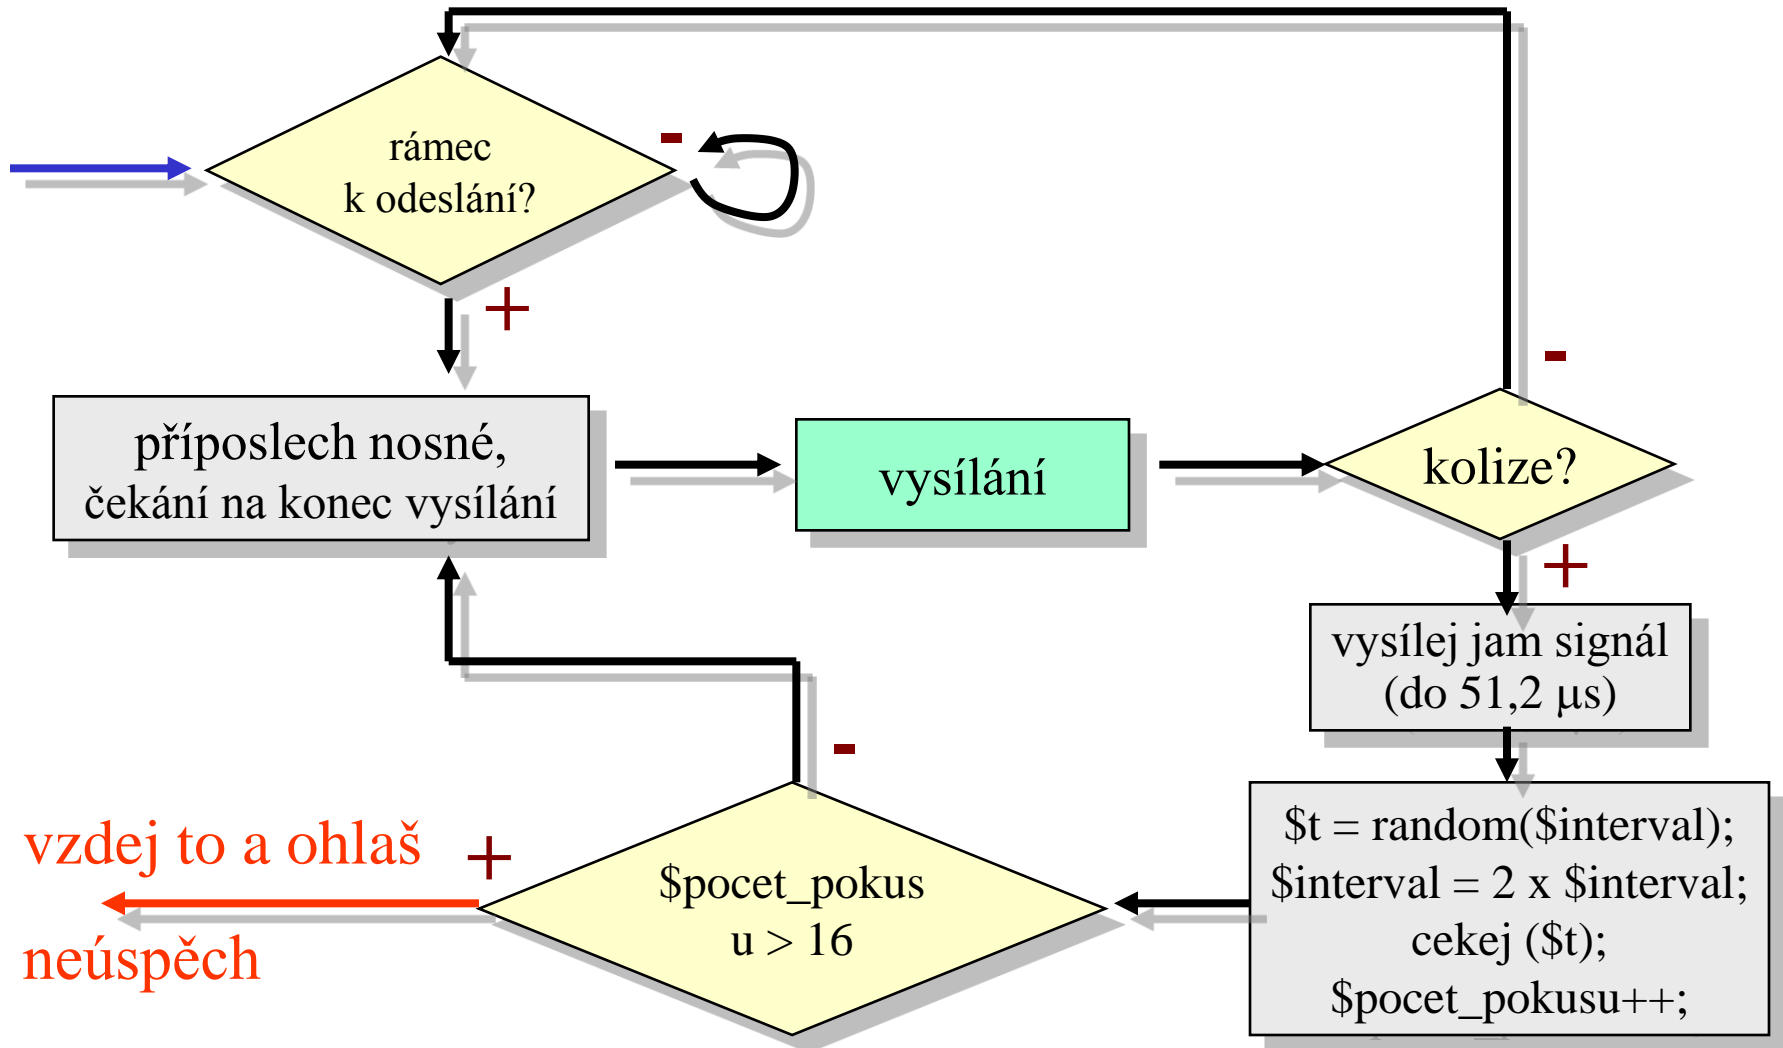 rámec
k odeslání?
-
+
příposlech nosné,
čekání na konec vysílání
vysílání
kolize?
-
+
vysílej jam signál
(do 51,2 μs)
$t = random($interval);
$interval = 2 x $interval;
cekej ($t);
$pocet_pokusu++;
$pocet_pokus
u > 16
-
+
vzdej to a ohlaš
neúspěch